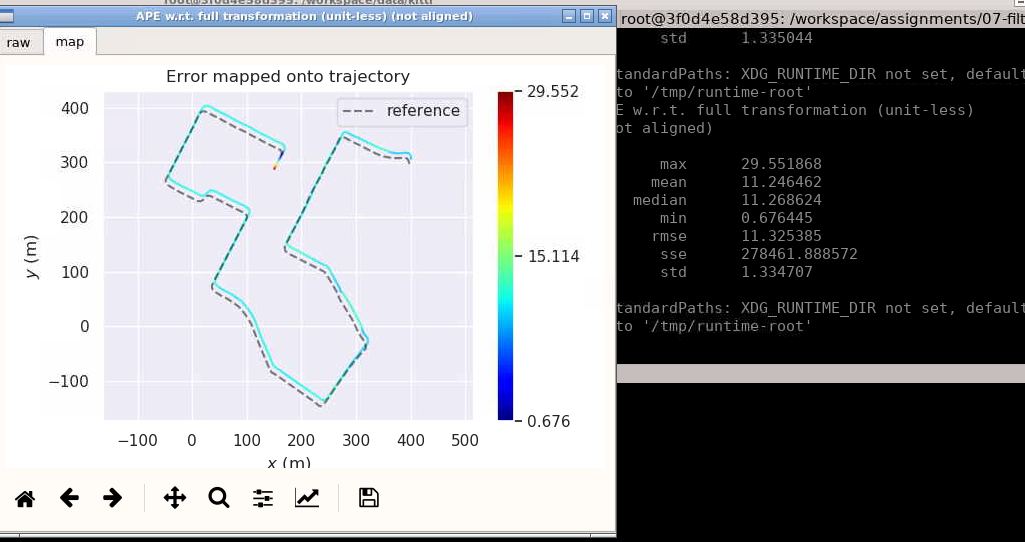 root@3f0d4e58d395: /workspace/data/kitti
APE w.r.t. full transformation (unit-less) (not aligned)
raw
map
Error mapped onto trajectory
reference
400
300
200
100
0
−100
y (m)
−100
0
100
200
300
400
500
x (m)
29.552
15.114
0.676
root@3f0d4e58d395: /workspace/assignments/07-filt
std 1.335044
tandardPaths: XDG_RUNTIME_DIR not set, default
to '/tmp/runtime-root'
E w.r.t. full transformation (unit-less)
ot aligned)
max 29.551868
mean 11.246462
median 11.268624
min 0.676445
rmse 11.325385
sse 278461.888572
std 1.334707
tandardPaths: XDG_RUNTIME_DIR not set, default
to '/tmp/runtime-root'